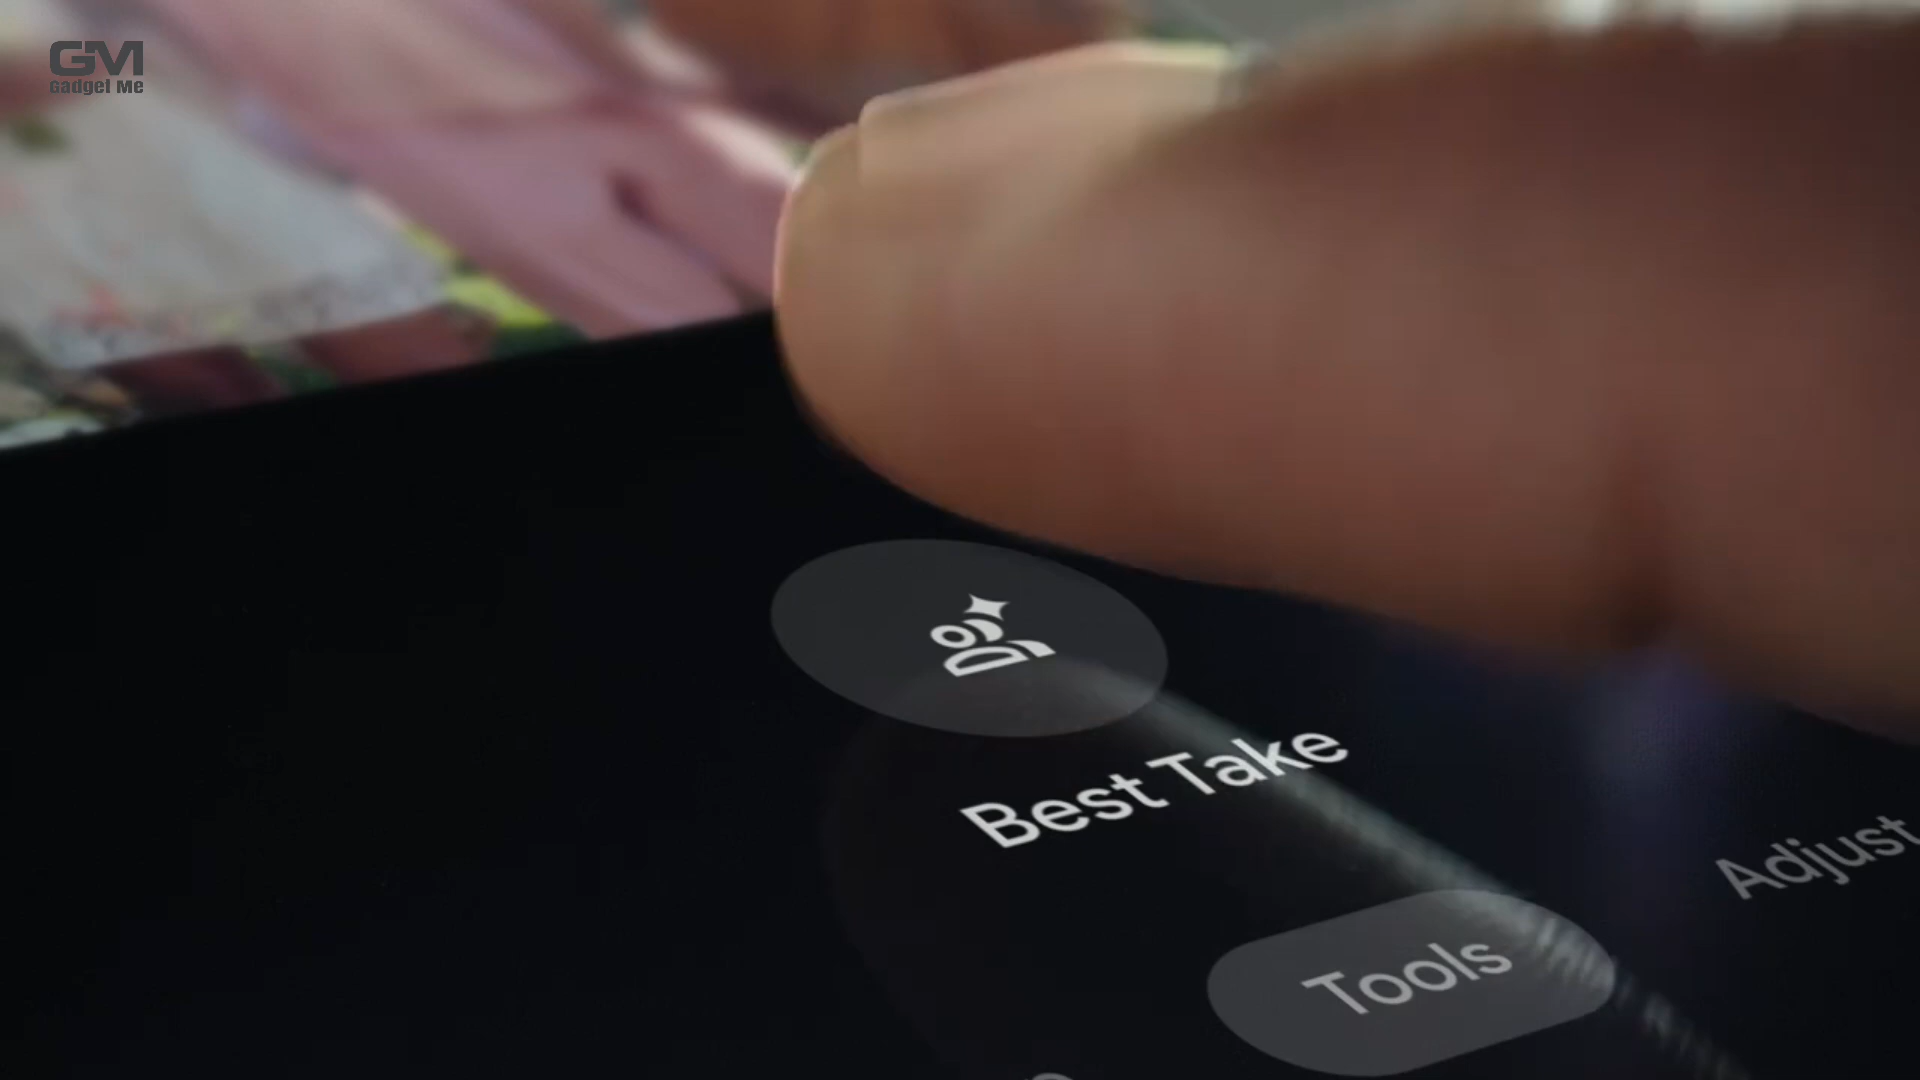 GM
Gadget Me
Best Take
Adjust
Tools